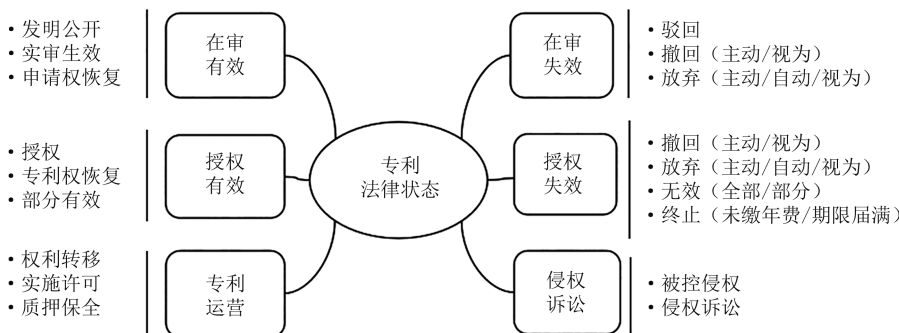 • 发明公开
• 实审生效
• 申请权恢复
在审
有效
在审
失效
• 驳回
• 撤回（主动/视为）
• 放弃（主动/自动/视为）
• 授权
• 专利权恢复
• 部分有效
授权
有效
专利
法律状态
授权
失效
• 撤回（主动/视为）
• 放弃（主动/自动/视为）
• 无效（全部/部分）
• 终止（未缴年费/期限届满）
• 权利转移
• 实施许可
• 质押保全
专利
运营
侵权
诉讼
• 被控侵权
• 侵权诉讼